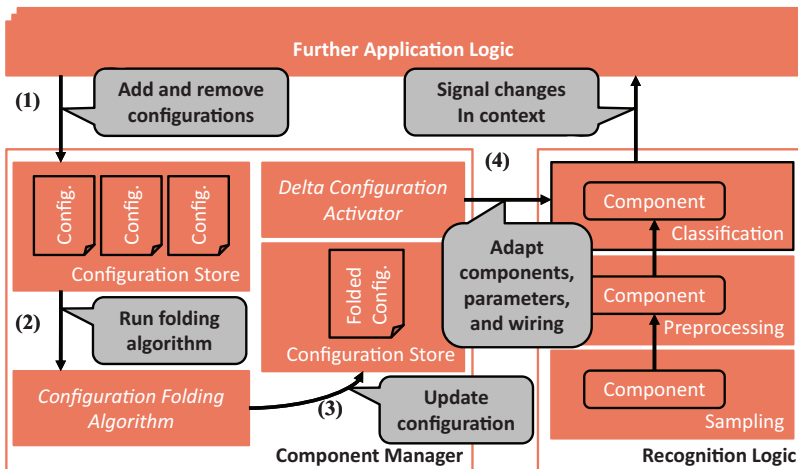 Further Application Logic
(1)
Add and remove
configurations
Signal changes
In context
(4)
Config.
Config.
Config.
Configuration Store
Delta Configuration
Activator
Component
Classification
Adapt
components,
parameters,
and wiring
Folded
Config.
Configuration Store
Component
Preprocessing
(2)
Run folding
algorithm
Configuration Folding
Algorithm
(3)
Update
configuration
Component
Sampling
Component Manager
Recognition Logic